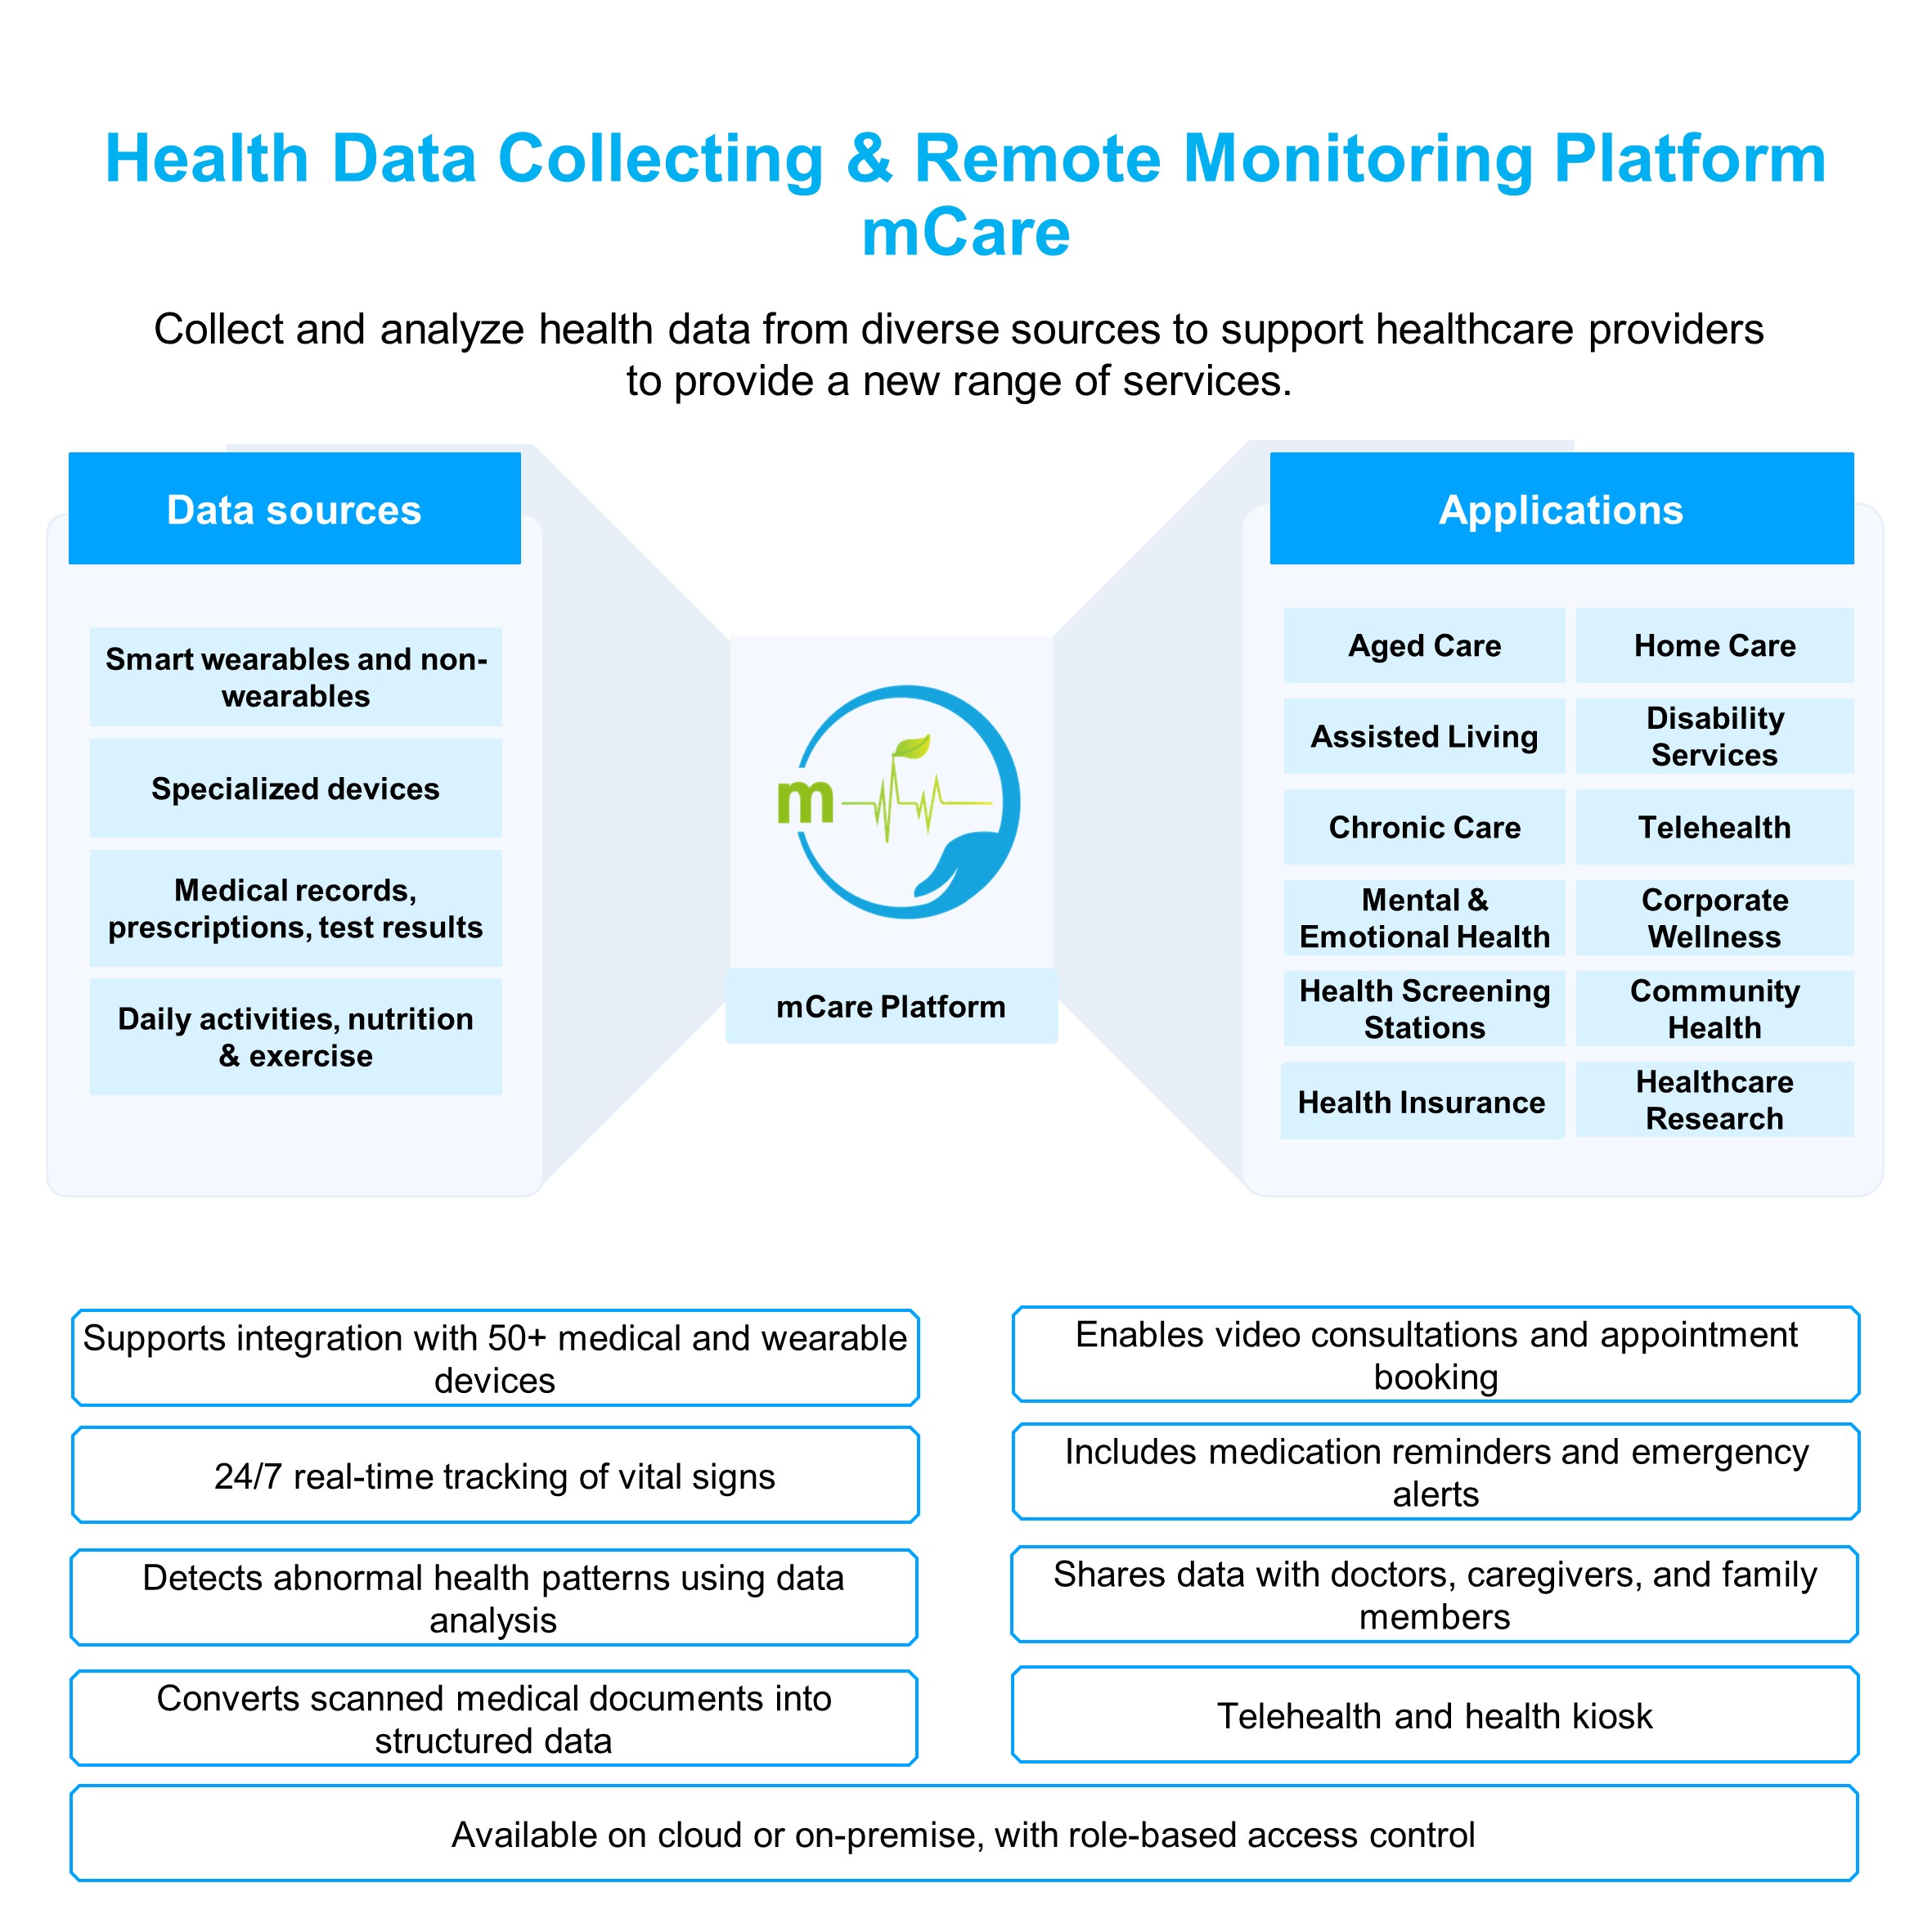 Health Data Collecting & Remote Monitoring Platform
mCare
Collect and analyze health data from diverse sources to support healthcare providers
to provide a new range of services.
Data sources
Smart wearables and non-
wearables
Specialized devices
Medical records,
prescriptions, test results
Daily activities, nutrition
& exercise
m
mCare Platform
Applications
Aged Care
Home Care
Assisted Living
Disability
Services
Chronic Care
Telehealth
Mental &
Emotional Health
Corporate
Wellness
Health Screening
Stations
Community
Health
Health Insurance
Healthcare
Research
Supports integration with 50+ medical and wearable
devices
Enables video consultations and appointment
booking
24/7 real-time tracking of vital signs
Includes medication reminders and emergency
alerts
Detects abnormal health patterns using data
analysis
Shares data with doctors, caregivers, and family
members
Converts scanned medical documents into
structured data
Telehealth and health kiosk
Available on cloud or on-premise, with role-based access control